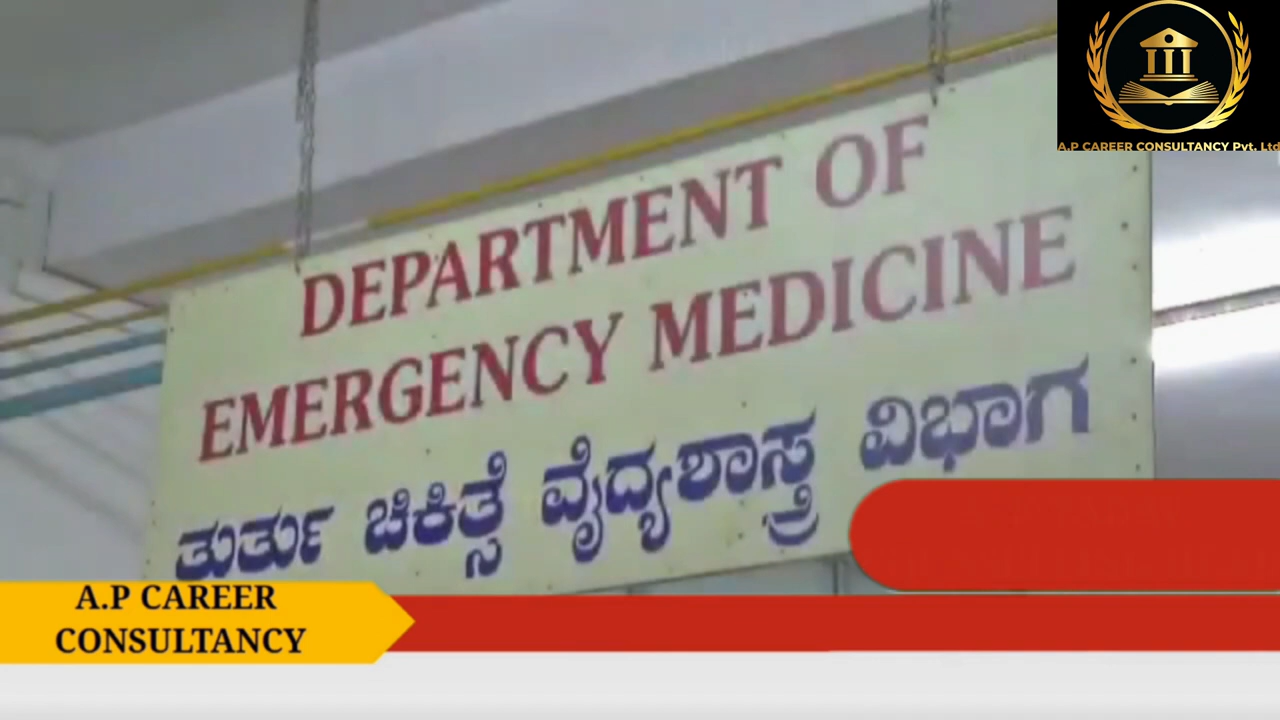 A.P CAREER CONSULTANCY Pvt. Ltd
DEPARTMENT OF
EMERGENCY MEDICINE
ತುರ್ತು ಚಿಕಿತ್ಸೆ ವೈದ್ಯಶಾಸ್ತ್ರ ವಿಭಾಗ
A.P CAREER
CONSULTANCY